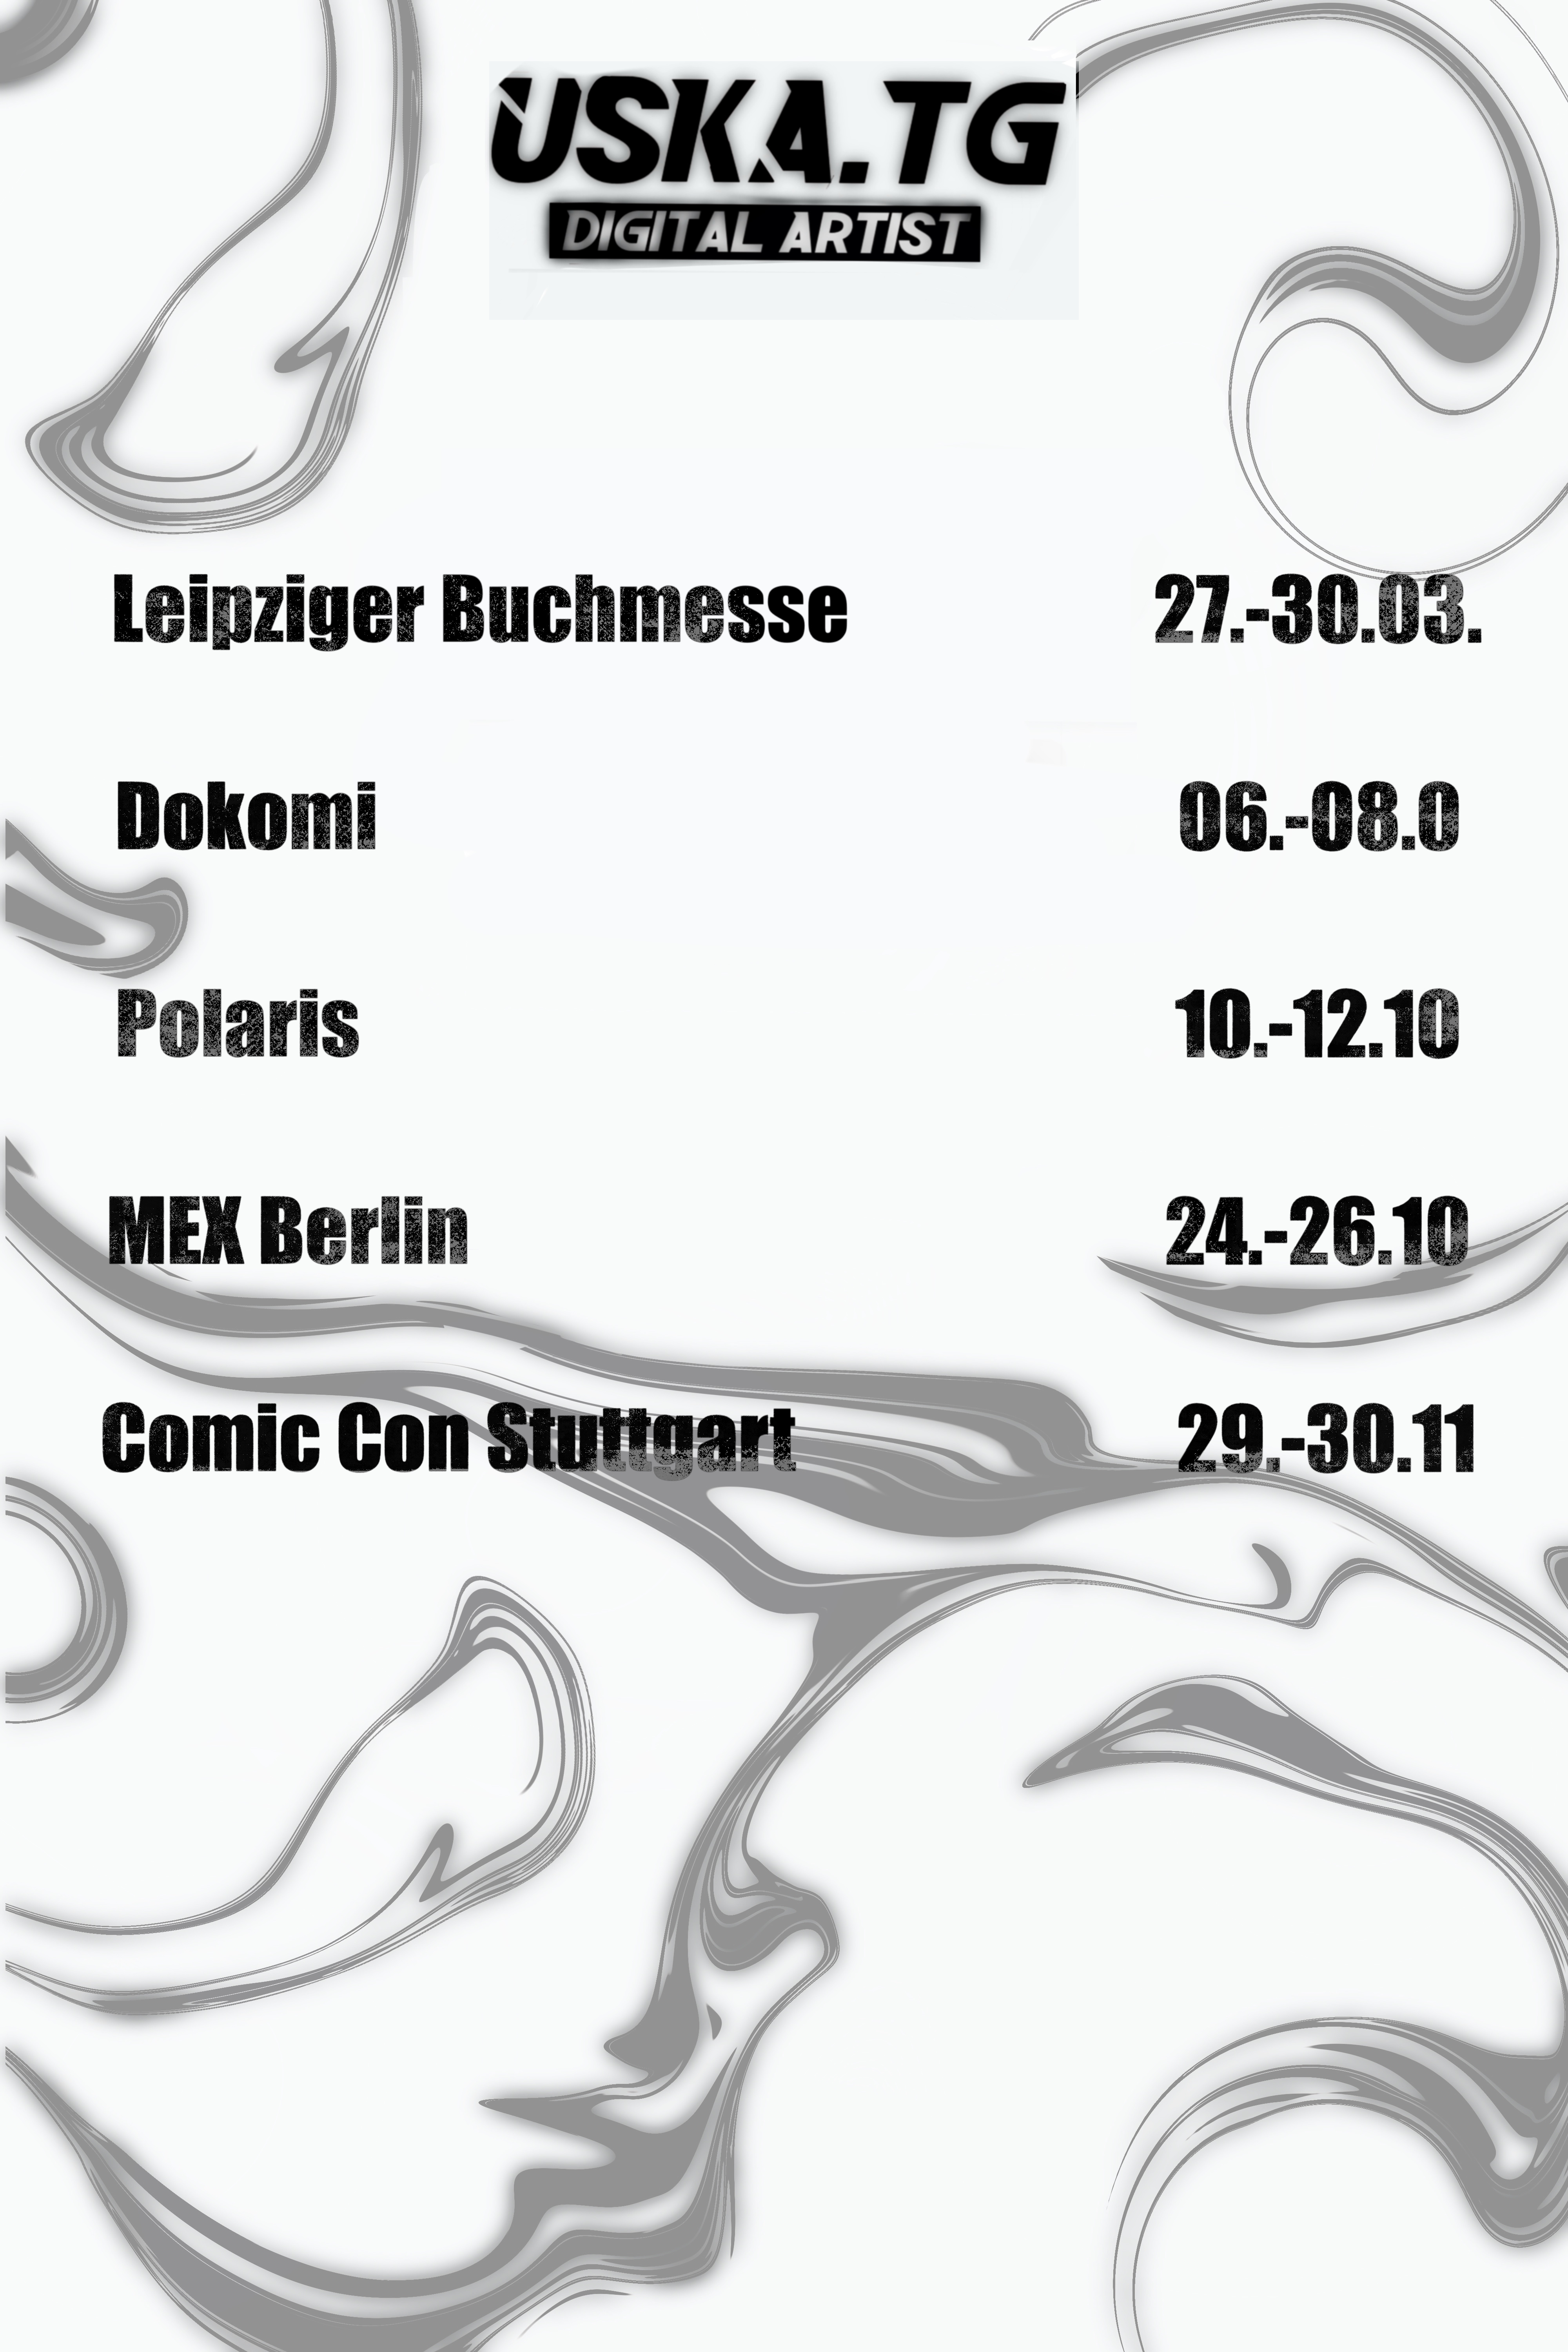 USKA.TG
DIGITAL ARTIST
Leipziger Buchmesse 27.-30.03.
Dokomi 06.-08.0
Polaris 10.-12.10
MEX Berlin 24.-26.10
Comic Con Stuttgart 29.-30.11